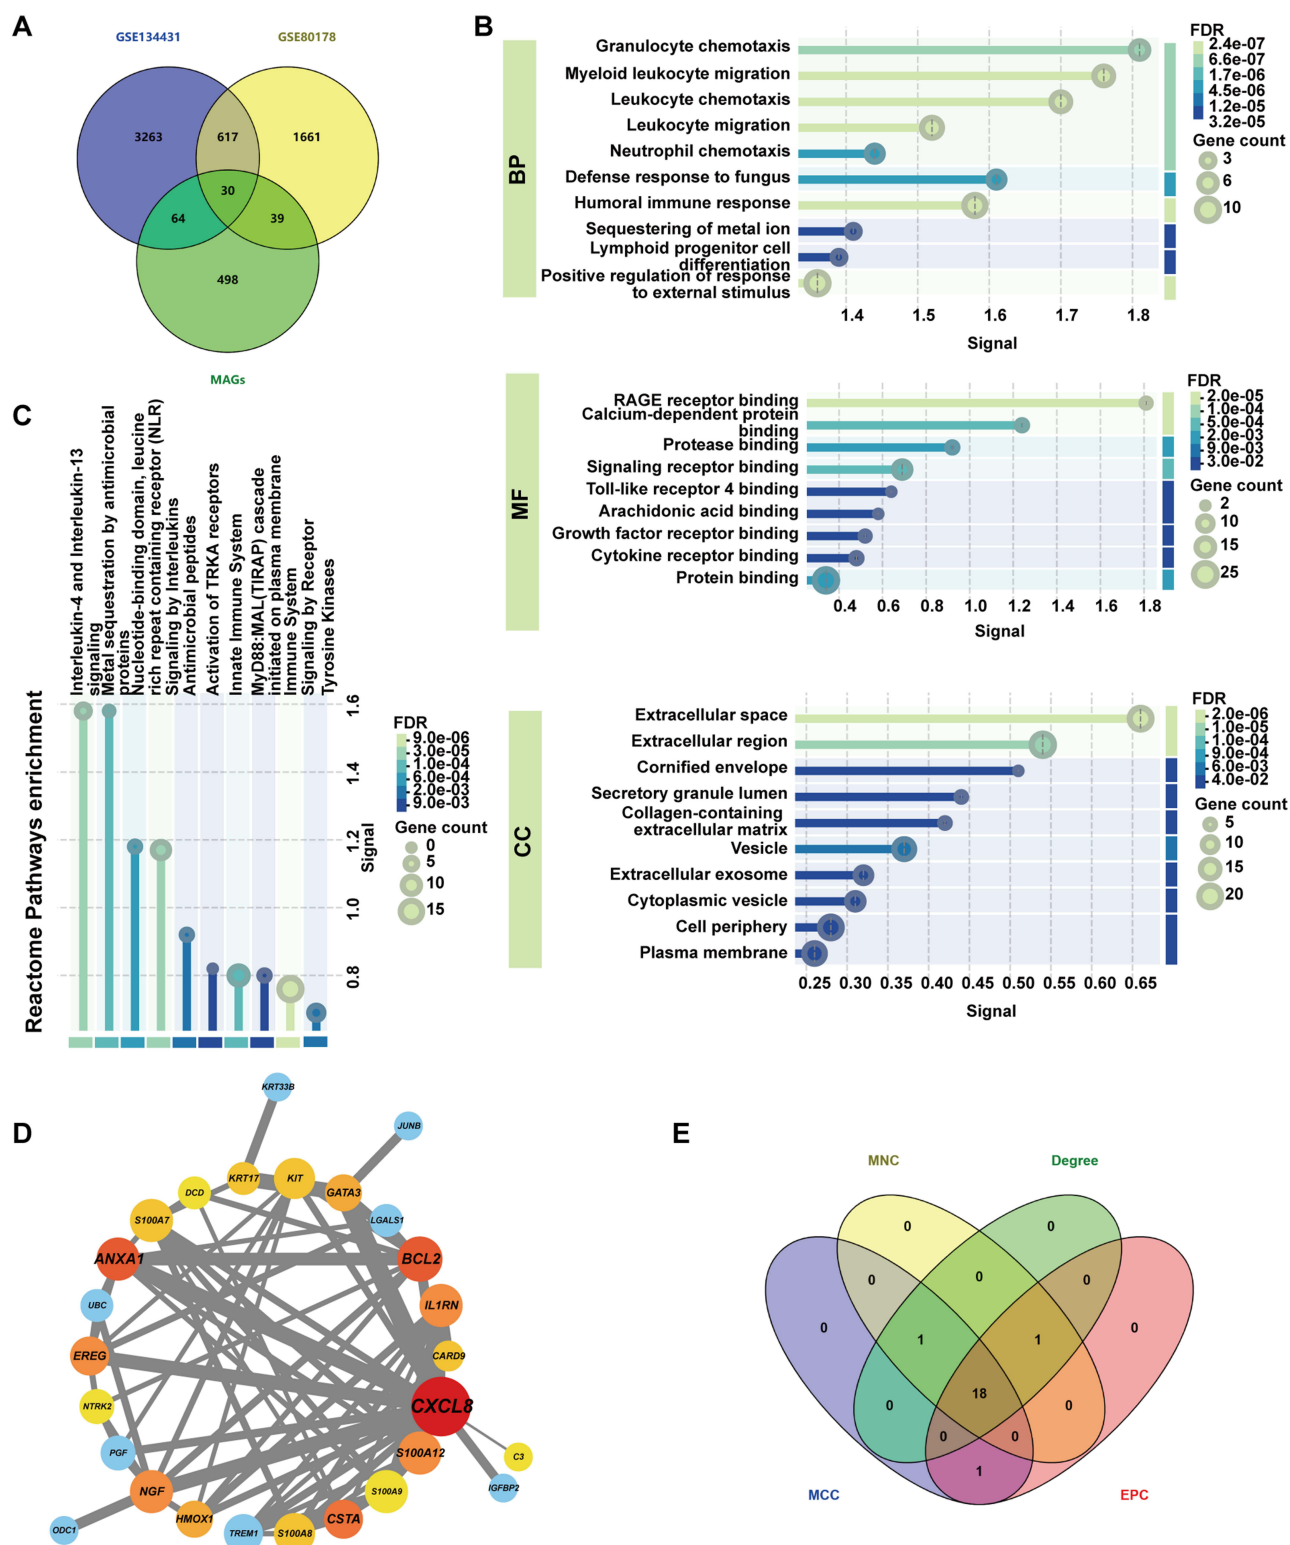 A
GSE134431
GSE80178
3263
617
1661
30
64
39
498
MAGs
B
BP
Granulocyte chemotaxis
Myeloid leukocyte migration
Leukocyte chemotaxis
Leukocyte migration
Neutrophil chemotaxis
Defense response to fungus
Humoral immune response
Sequestering of metal ion
Lymphoid progenitor cell
differentiation
Positive regulation of response
to external stimulus
1.4 1.5 1.6 1.7 1.8
Signal
FDR
2.4e-07
6.6e-07
1.7e-06
4.5e-06
1.2e-05
3.2e-05
Gene count
3
6
10
MF
RAGE receptor binding
Calcium-dependent protein
binding
Protease binding
Signaling receptor binding
Toll-like receptor 4 binding
Arachidonic acid binding
Growth factor receptor binding
Cytokine receptor binding
Protein binding
0.4 0.6 0.8 1.0 1.2 1.4 1.6 1.8
Signal
FDR
2.0e-05
1.0e-04
5.0e-04
2.0e-03
9.0e-03
3.0e-02
Gene count
2
10
15
25
CC
Extracellular space
Extracellular region
Cornified envelope
Secretory granule lumen
Collagen-containing
extracellular matrix
Vesicle
Extracellular exosome
Cytoplasmic vesicle
Cell periphery
Plasma membrane
0.25 0.30 0.35 0.40 0.45 0.50 0.55 0.60 0.65
Signal
FDR
2.0e-06
1.0e-05
1.0e-04
9.0e-04
6.0e-03
4.0e-02
Gene count
5
10
15
20
C
Reactome Pathways enrichment
Interleukin-4 and Interleukin-13
signaling
Metal sequestration by antimicrobial
proteins
Nucleotide-binding domain, leucine
rich repeat containing receptor (NLR)
Signaling by Interleukins
Antimicrobial peptides
Activation of TRKA receptors
Innate Immune System
MyD88:MAL(TIRAP) cascade
initiated on plasma membrane
Immune System
Signaling by Receptor
Tyrosine Kinases
1.6
1.4
1.2
1.0
0.8
Signal
FDR
9.0e-06
3.0e-05
1.0e-04
6.0e-04
2.0e-03
9.0e-03
Gene count
0
5
10
15
D
KRT33B
JUNB
KRT17
KIT
GATA3
DCD
LGALS1
S100A7
ANXA1
BCL2
UBC
IL1RN
EREG
CARD9
NTRK2
CXCL8
PGF
S100A12
C3
NGF
S100A9
IGFBP2
HMOX1
CSTA
ODC1
TREM1
S100A8
E
MNC
Degree
0
0
0
0
0
0
1
1
0
18
0
0
0
0
1
MCC
EPC